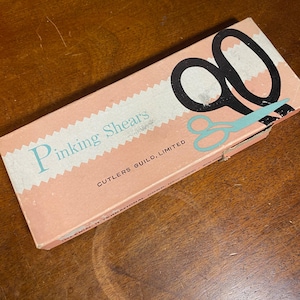 Pinking Shears
CUTLERS GUILD, LIMITED